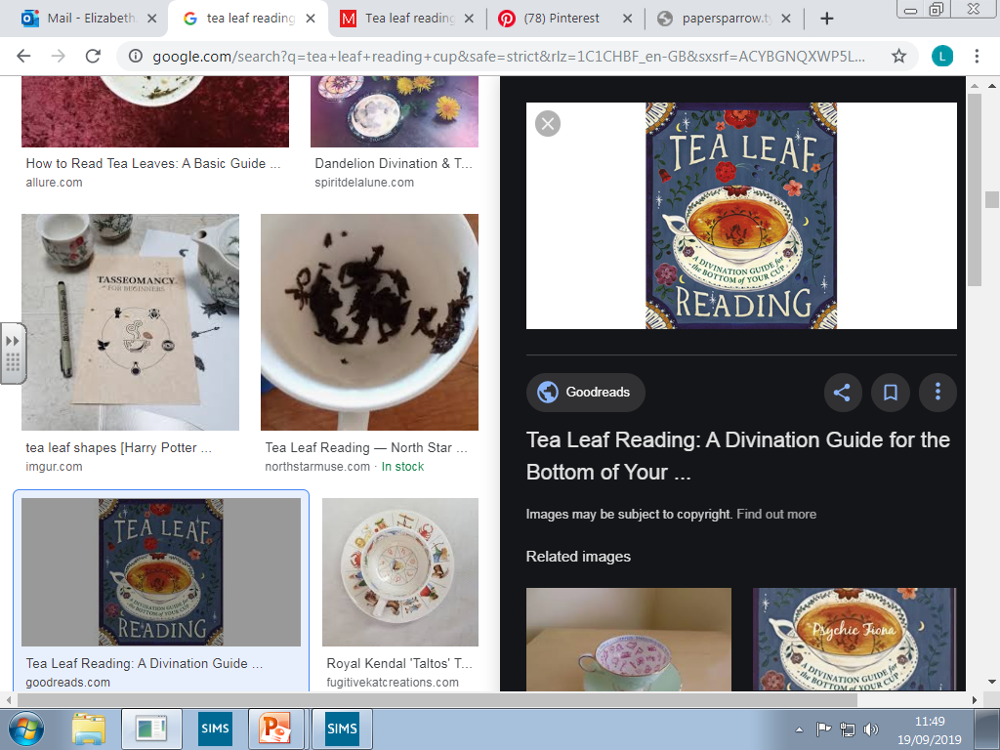 Mail - Elizabeth
tea leaf reading
Tea leaf reading
(78) Pinterest
papersparrow.ty
google.com/search?q=tea+leaf+reading+cup&safe=strict&rlz=1C1CHBF_en-GB&sxsrf=ACYBGNQXWP5L...
L
How to Read Tea Leaves: A Basic Guide ...
allure.com
Dandelion Divination & T...
spiritdelalune.com
TASSEOMANCY
FOR BEGINNERS
tea leaf shapes [Harry Potter ...
imgur.com
Tea Leaf Reading — North Star ...
northstarmuse.com · In stock
TEA LEAF
A DIVINATION GUIDE for
the BOTTOM of YOUR CUP
READING
Tea Leaf Reading: A Divination Guide ...
goodreads.com
Royal Kendal 'Taltos' T...
fugitivekatcreations.com
TEA LEAF
A DIVINATION GUIDE for
the BOTTOM of YOUR CUP
READING
Goodreads
Tea Leaf Reading: A Divination Guide for the
Bottom of Your ...
Images may be subject to copyright. Find out more
Related images
Psychic Fiona
A DIVINATION GUIDE for
the BOTTOM of YOUR CUP
SIMS
P
SIMS
11:49
19/09/2019